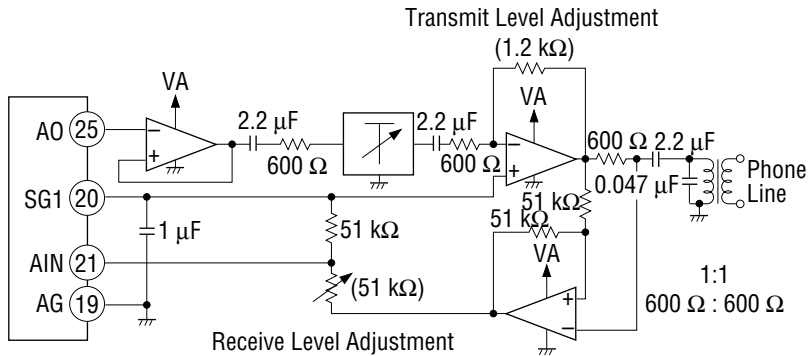 Transmit Level Adjustment
(1.2 kΩ)
VA
VA
AO 25
2.2 μF
2.2 μF
600 Ω
2.2 μF
−
+
−
+
600 Ω
600 Ω
0.047 μF
Phone
Line
SG1 20
1 μF
51 kΩ
51 kΩ
51 kΩ
AIN 21
VA
(51 kΩ)
+
−
1:1
600 Ω : 600 Ω
AG 19
Receive Level Adjustment